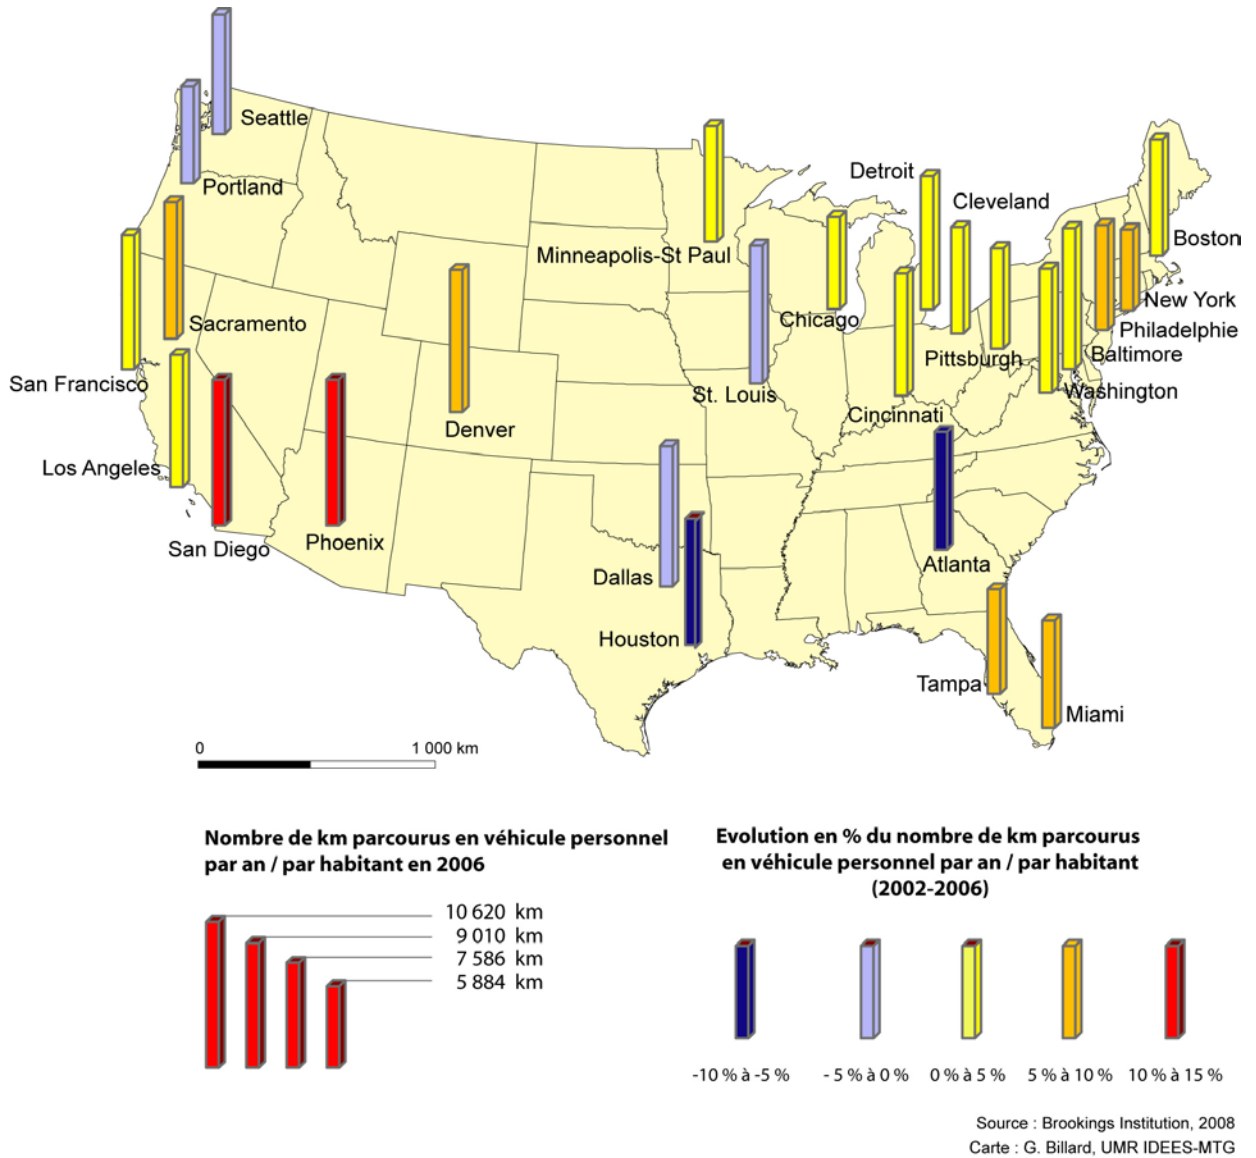 Seattle
Portland
Detroit
Cleveland
Minneapolis-St Paul
Boston
Sacramento
Chicago
New York
Philadelphie
Pittsburgh
Baltimore
San Francisco
St. Louis
Washington
Cincinnati
Denver
Los Angeles
San Diego
Phoenix
Dallas
Atlanta
Houston
Tampa
Miami
0 1 000 km
Nombre de km parcourus en véhicule personnel
par an / par habitant en 2006
10 620 km
9 010 km
7 586 km
5 884 km
Evolution en % du nombre de km parcourus
en véhicule personnel par an / par habitant
(2002-2006)
-10 % à -5 % - 5 % à 0 % 0 % à 5 % 5 % à 10 % 10 % à 15 %
Source : Brookings Institution, 2008
Carte : G. Billard, UMR IDEES-MTG